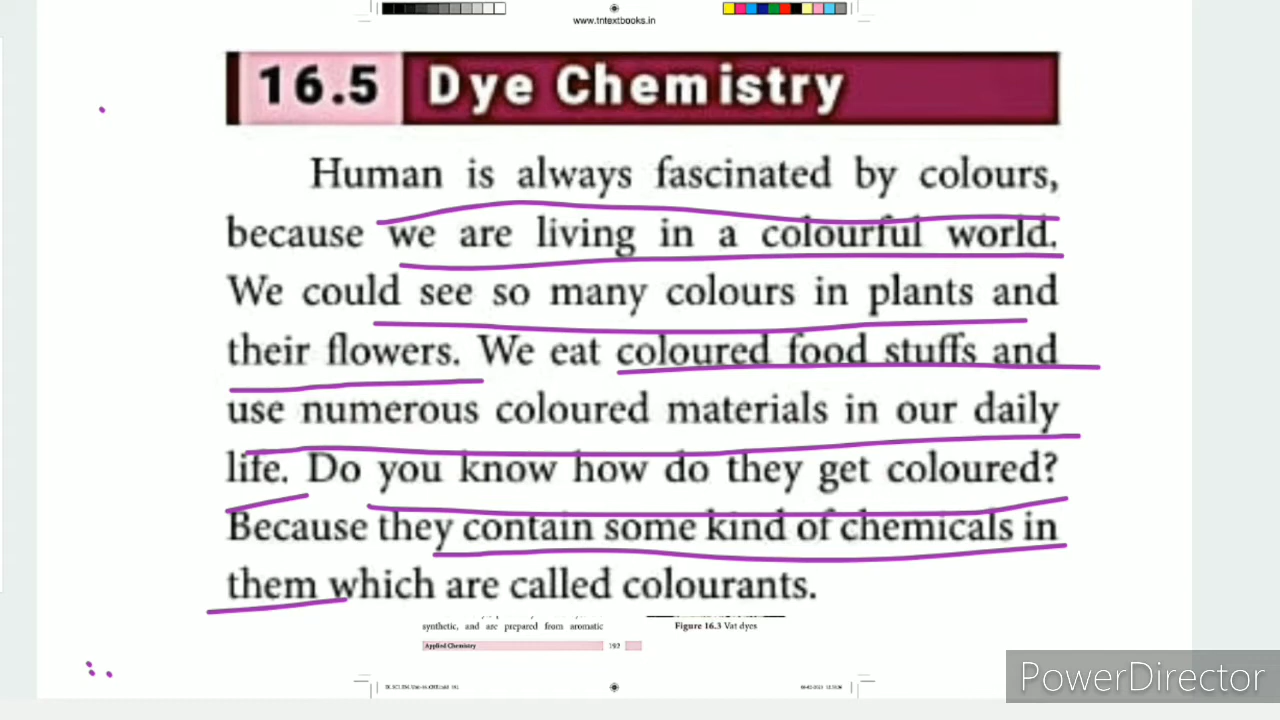 www.tntextbooks.in
16.5 Dye Chemistry
Human is always fascinated by colours,
because we are living in a colourful world.
We could see so many colours in plants and
their flowers. We eat coloured food stuffs and
use numerous coloured materials in our daily
life. Do you know how do they get coloured?
Because they contain some kind of chemicals in
them which are called colourants.
synthetic, and are prepared from aromatic
Figure 16.3 Vat dyes
Applied Chemistry
PowerDirector